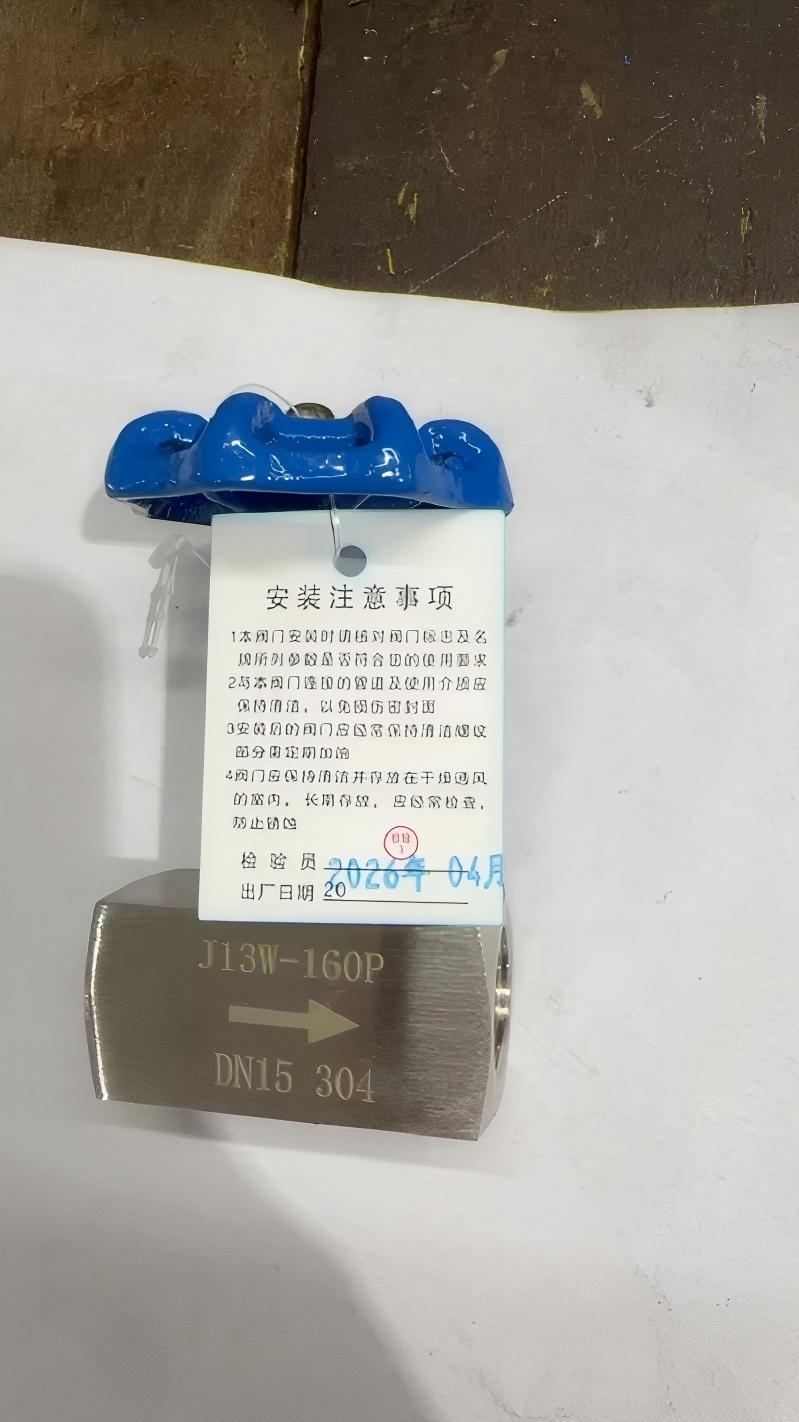 安装注意事项
1本阀门安装时请核对阀门标志及名
规所列参数是否符合的使用要求
2与本阀门连的管道及使用介质应
保持清洁，以免伤密封面
3安装后的阀门应经常保持清洁螺纹
部分定期加油
4阀门应保持清洁并存放在干燥通风
的室内，长期存放，应经常检查，
防止锈蚀
检验员
2026年 04月
出厂日期 20
J13W-160P
DN15 304